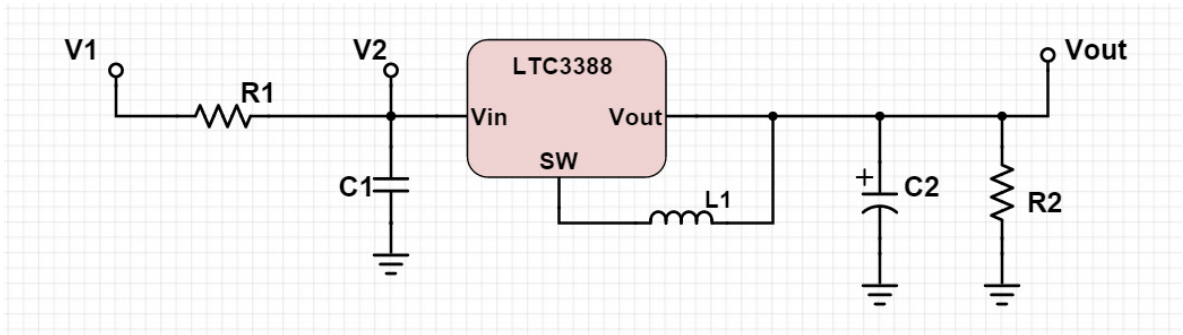 V1
V2
Vout
R1
LTC3388
Vin
Vout
SW
C1
L1
+
C2
R2